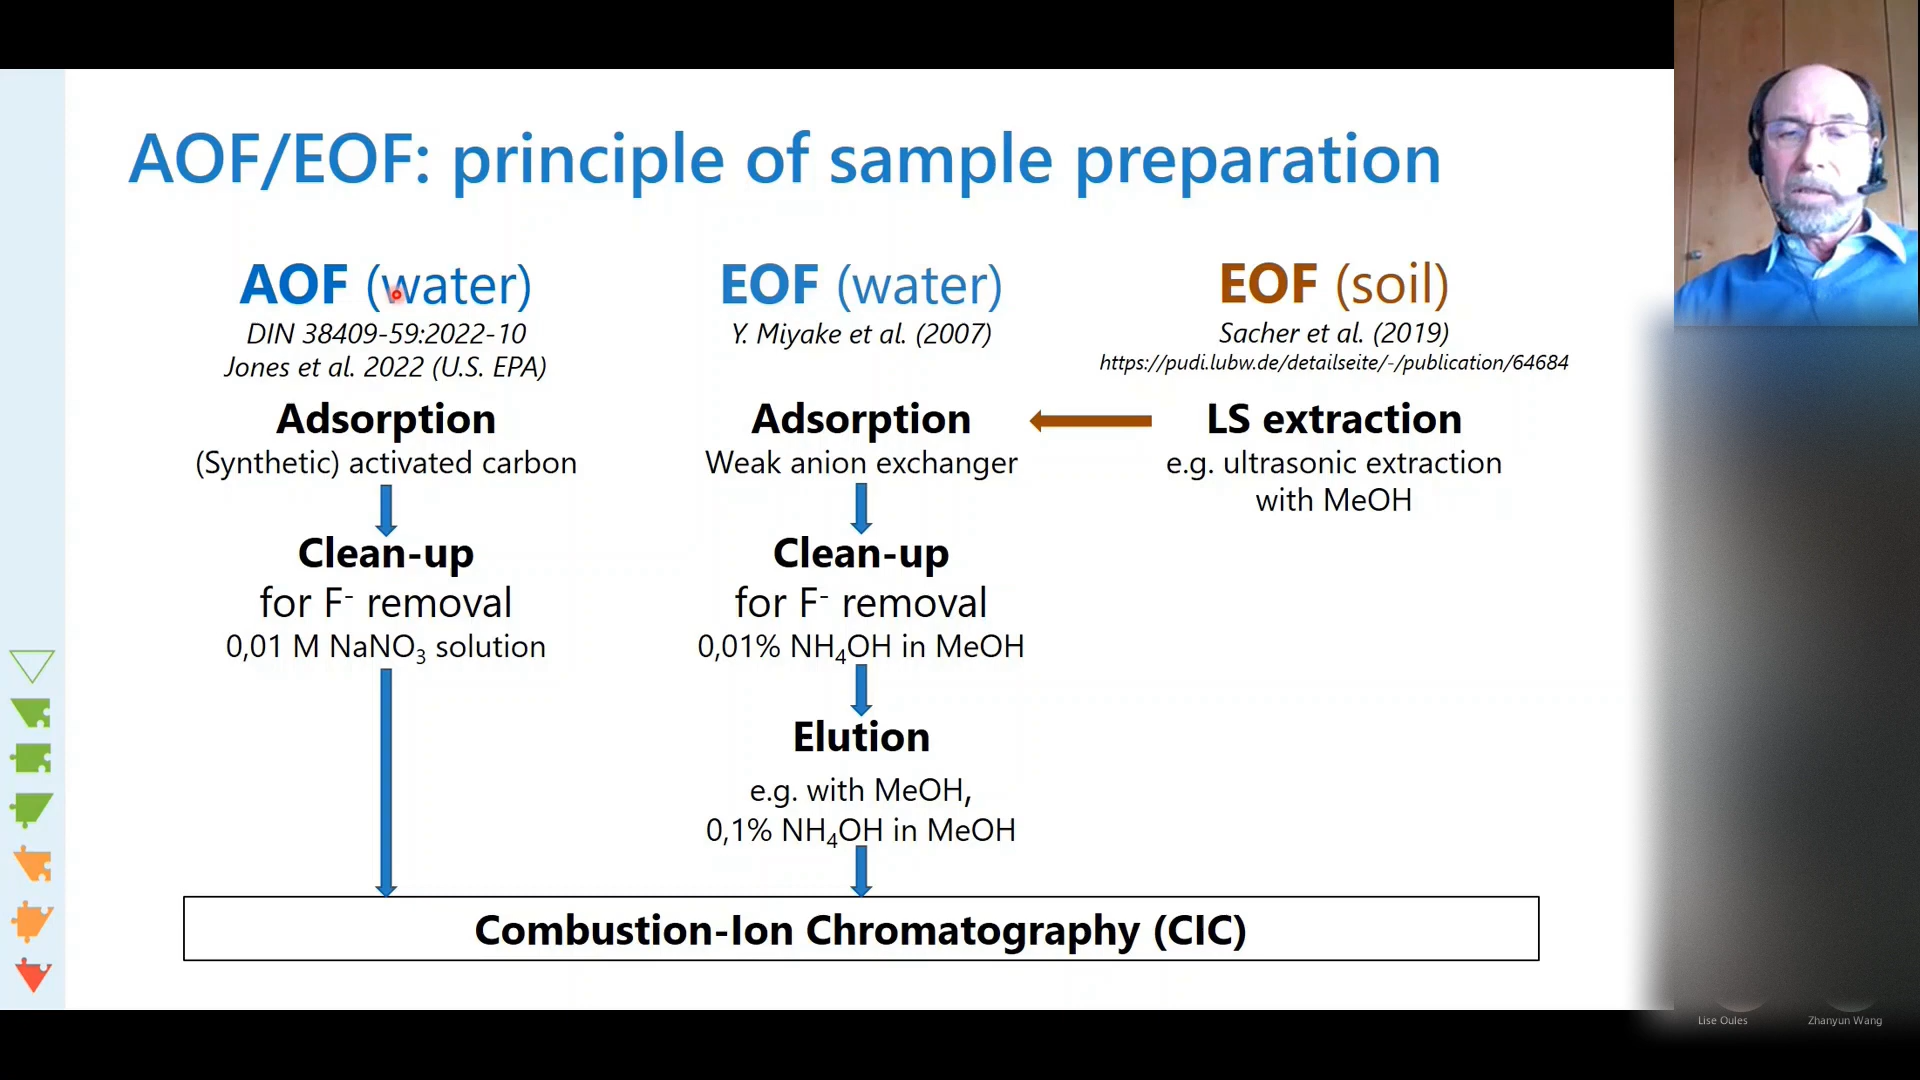 AOF/EOF: principle of sample preparation
AOF (water)
DIN 38409-59:2022-10
Jones et al. 2022 (U.S. EPA)
Adsorption
(Synthetic) activated carbon
Clean-up
for F⁻ removal
0,01 M NaNO₃ solution
EOF (water)
Y. Miyake et al. (2007)
Adsorption
Weak anion exchanger
Clean-up
for F⁻ removal
0,01% NH₄OH in MeOH
Elution
e.g. with MeOH,
0,1% NH₄OH in MeOH
EOF (soil)
Sacher et al. (2019)
https://pudi.lubw.de/detailseite/-/publication/64684
LS extraction
e.g. ultrasonic extraction
with MeOH
Combustion-Ion Chromatography (CIC)
Lise Oules
Zhanyun Wang